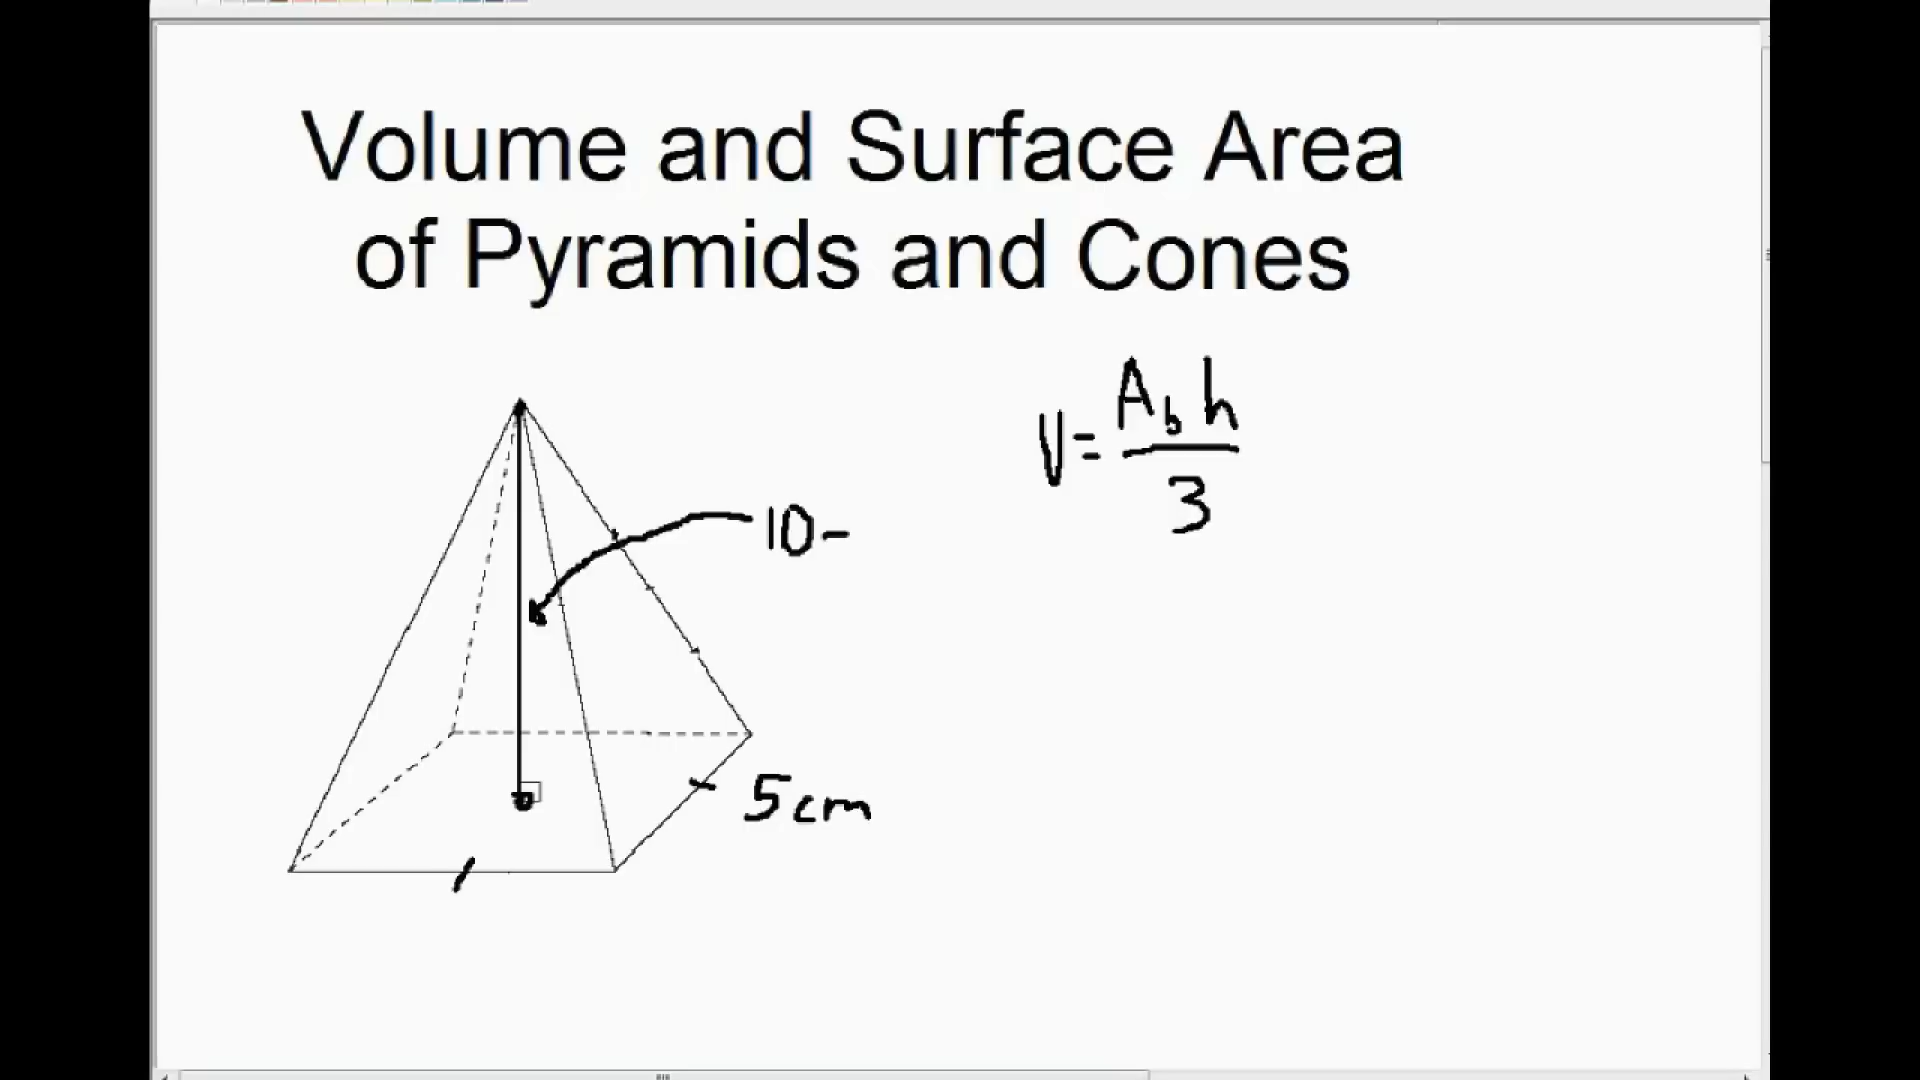 Volume and Surface Area
of Pyramids and Cones
V = A_b h / 3
10-
5cm